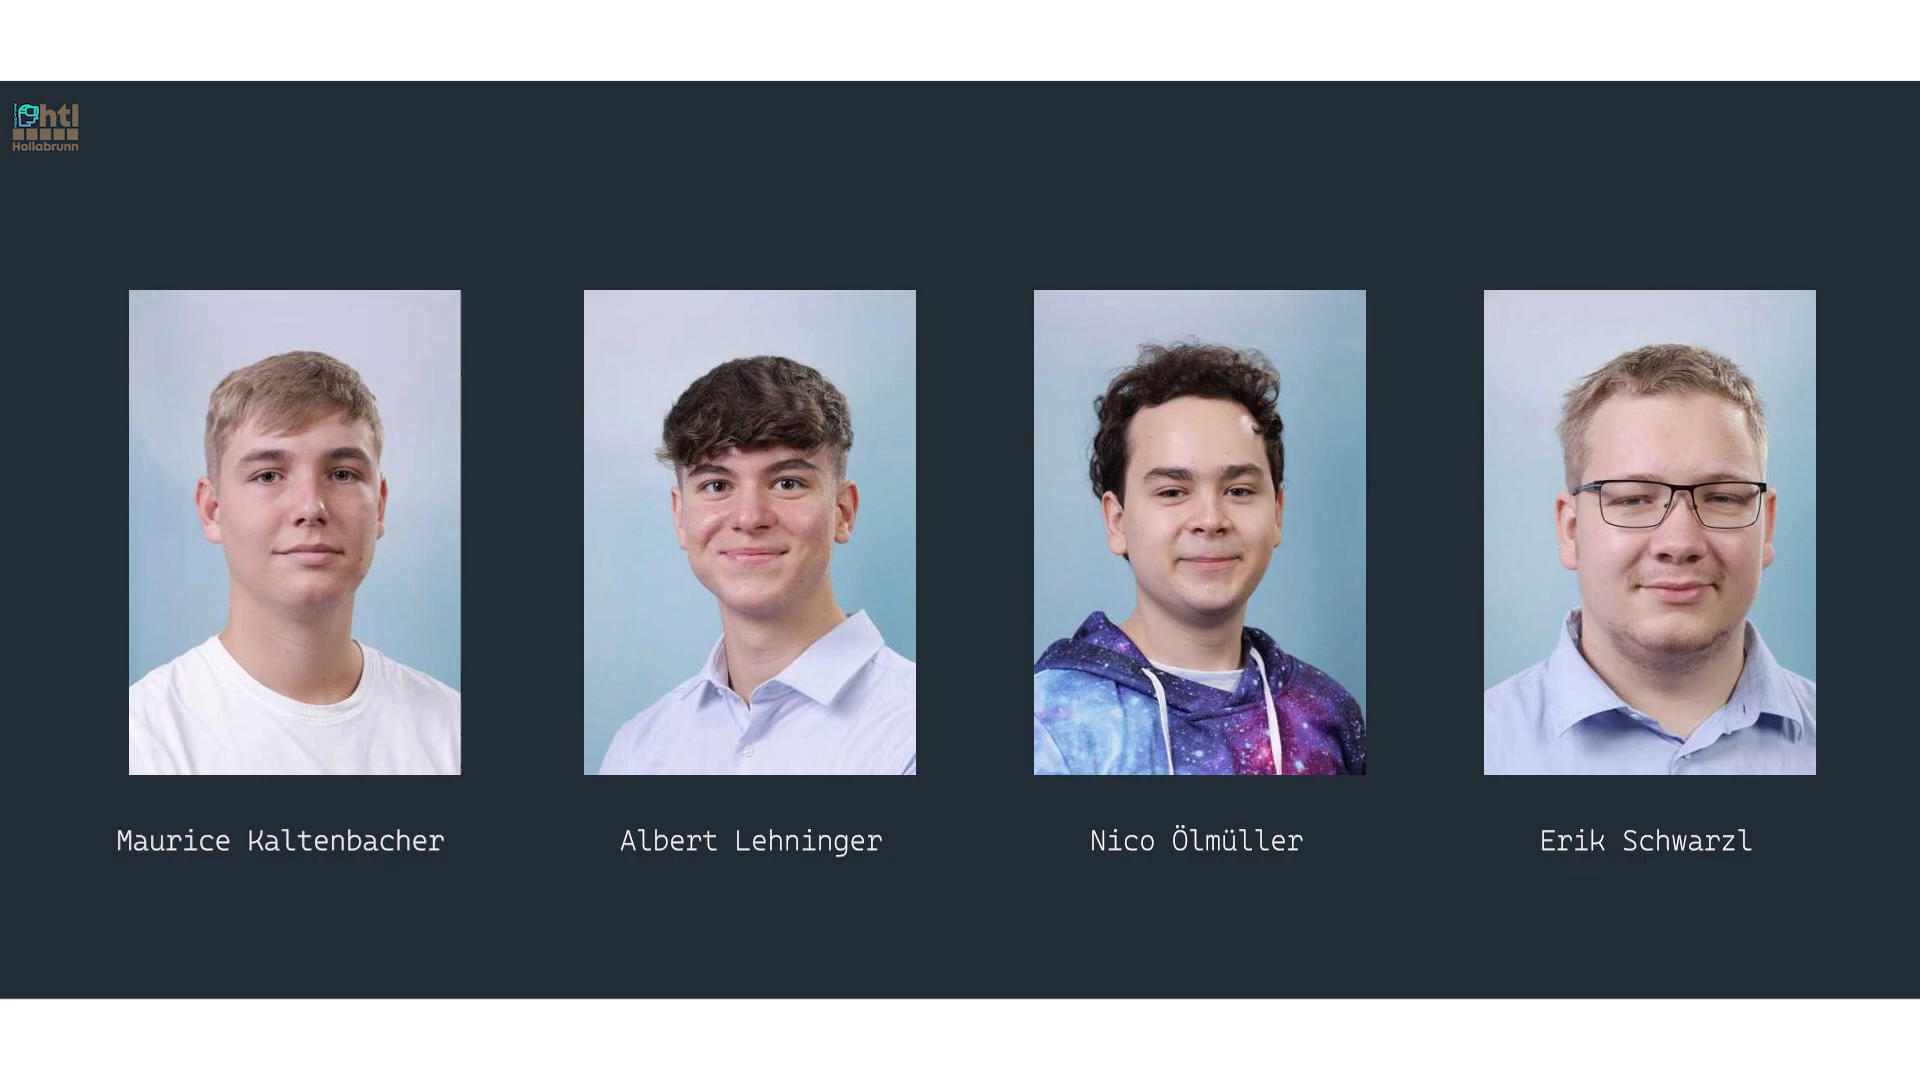 htl
Hollabrunn
Maurice Kaltenbacher
Albert Lehninger
Nico Ölmüller
Erik Schwarzl